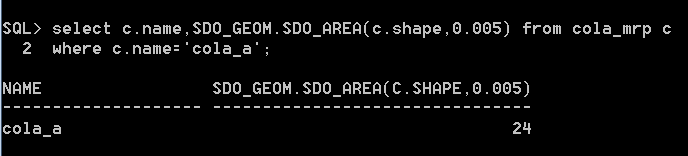 SQL> select c.name,SDO_GEOM.SDO_AREA(c.shape,0.005) from cola_mrp c
  2  where c.name='cola_a';
NAME                 SDO_GEOM.SDO_AREA(C.SHAPE,0.005)
-------------------- --------------------------------
cola_a                                             24